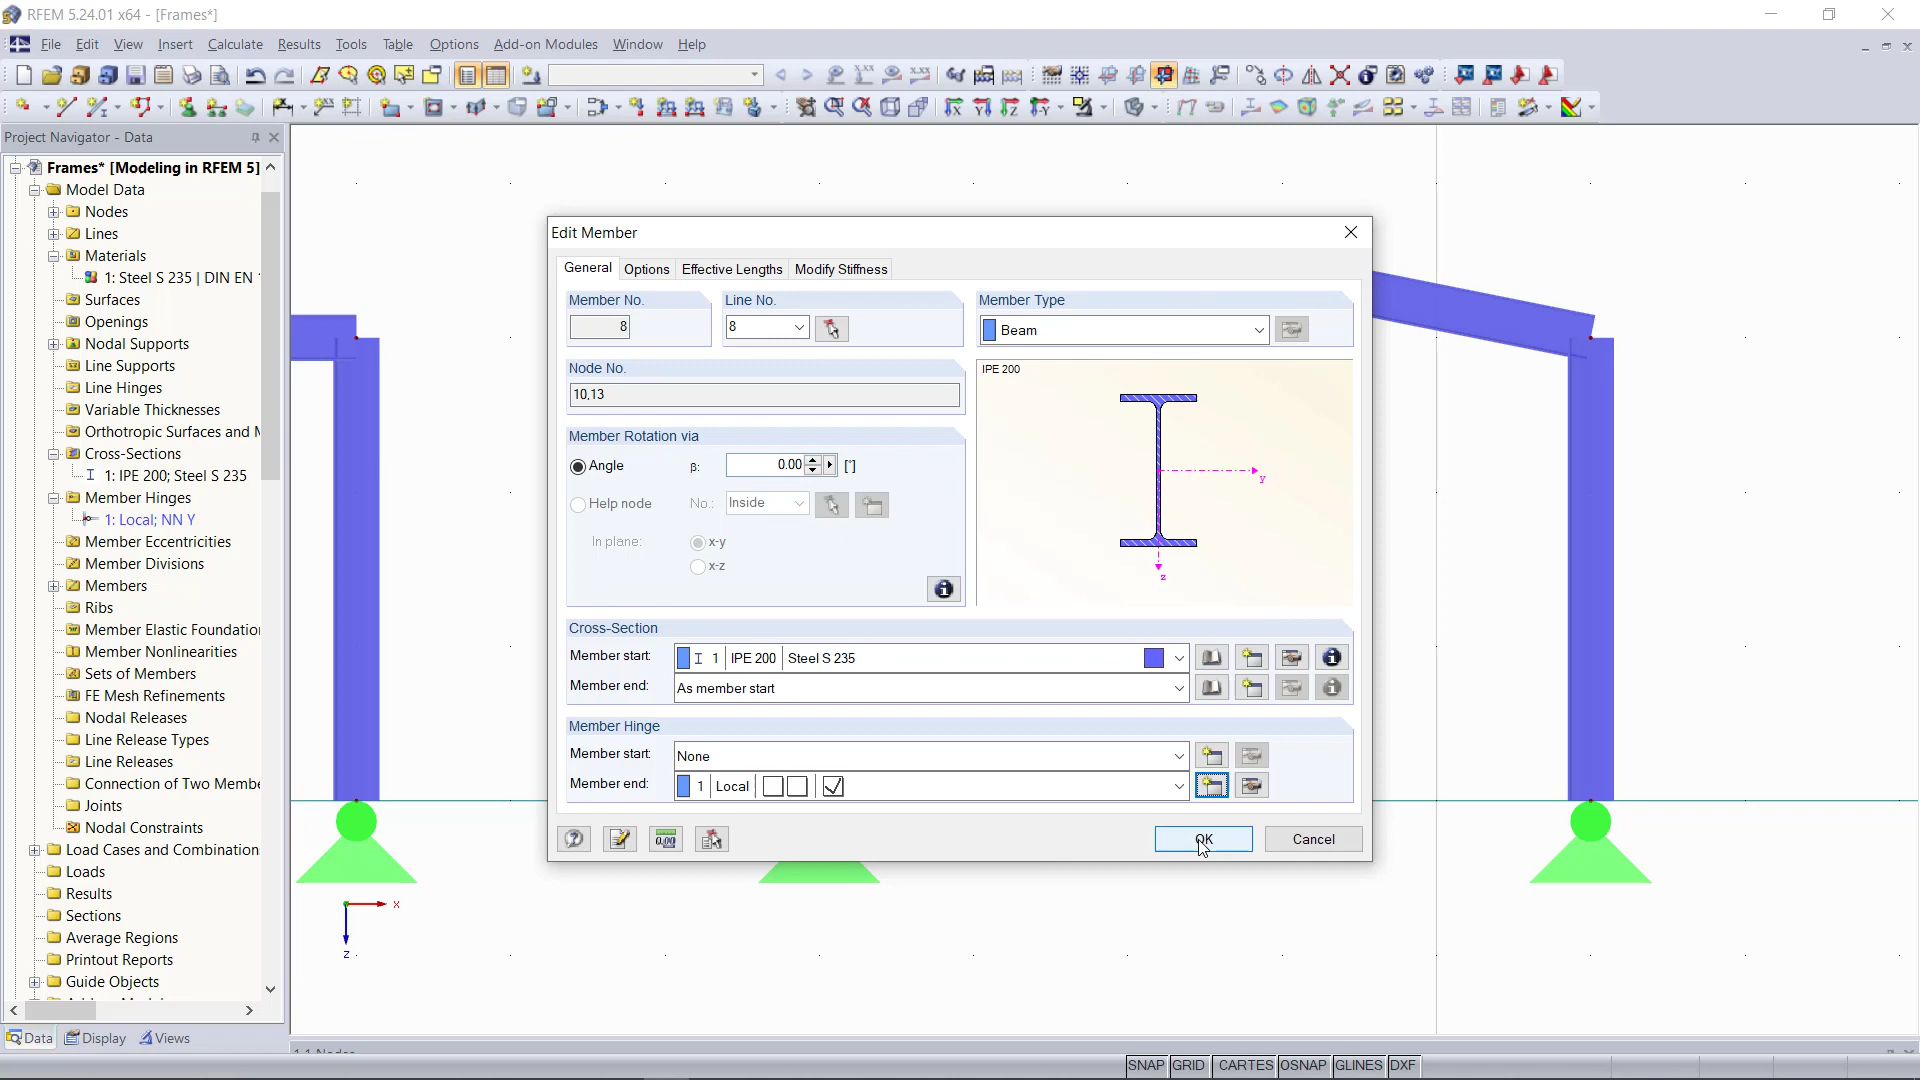 RFEM 5.24.01 x64 - [Frames*]
File Edit View Insert Calculate Results Tools Table Options Add-on Modules Window Help
Project Navigator - Data
Frames* [Modeling in RFEM 5]
Model Data
Nodes
Lines
Materials
1: Steel S 235 | DIN EN
Surfaces
Openings
Nodal Supports
Line Supports
Line Hinges
Variable Thicknesses
Orthotropic Surfaces and
Cross-Sections
1: IPE 200; Steel S 235
Member Hinges
1: Local; NN Y
Member Eccentricities
Member Divisions
Members
Ribs
Member Elastic Foundatio
Member Nonlinearities
Sets of Members
FE Mesh Refinements
Nodal Releases
Line Release Types
Line Releases
Connection of Two Membe
Joints
Nodal Constraints
Load Cases and Combination
Loads
Results
Sections
Average Regions
Printout Reports
Guide Objects
Data Display Views
Edit Member
General Options Effective Lengths Modify Stiffness
Member No. Line No. Member Type
8 8 Beam
Node No.
10,13
IPE 200
Member Rotation via
Angle β: 0.00 [°]
Help node No.: Inside
In plane: x-y
x-z
y
z
Cross-Section
Member start: 1 IPE 200 Steel S 235
Member end: As member start
Member Hinge
Member start: None
Member end: 1 Local
0,00
OK Cancel
x
z
SNAP GRID CARTES OSNAP GLINES DXF